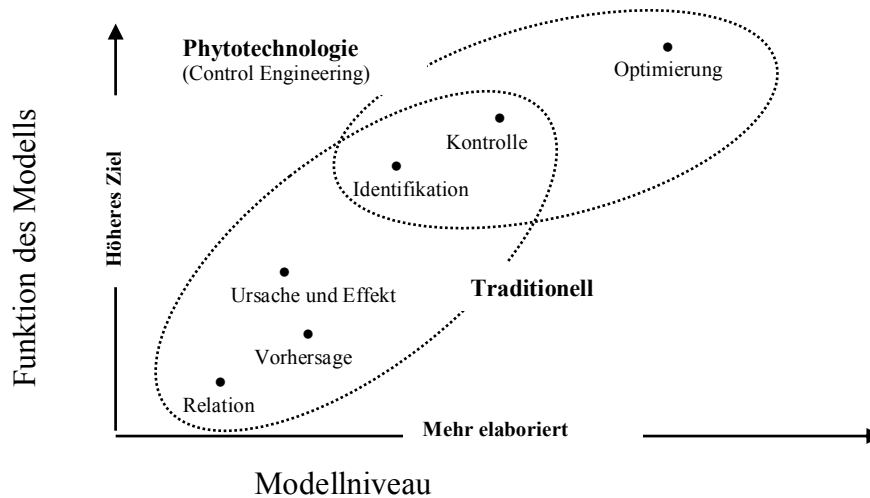 Phytotechnologie
(Control Engineering)
Optimierung
Kontrolle
Identifikation
Ursache und Effekt
Traditionell
Vorhersage
Relation
Mehr elaboriert
Modellniveau
Höheres Ziel
Funktion des Modells